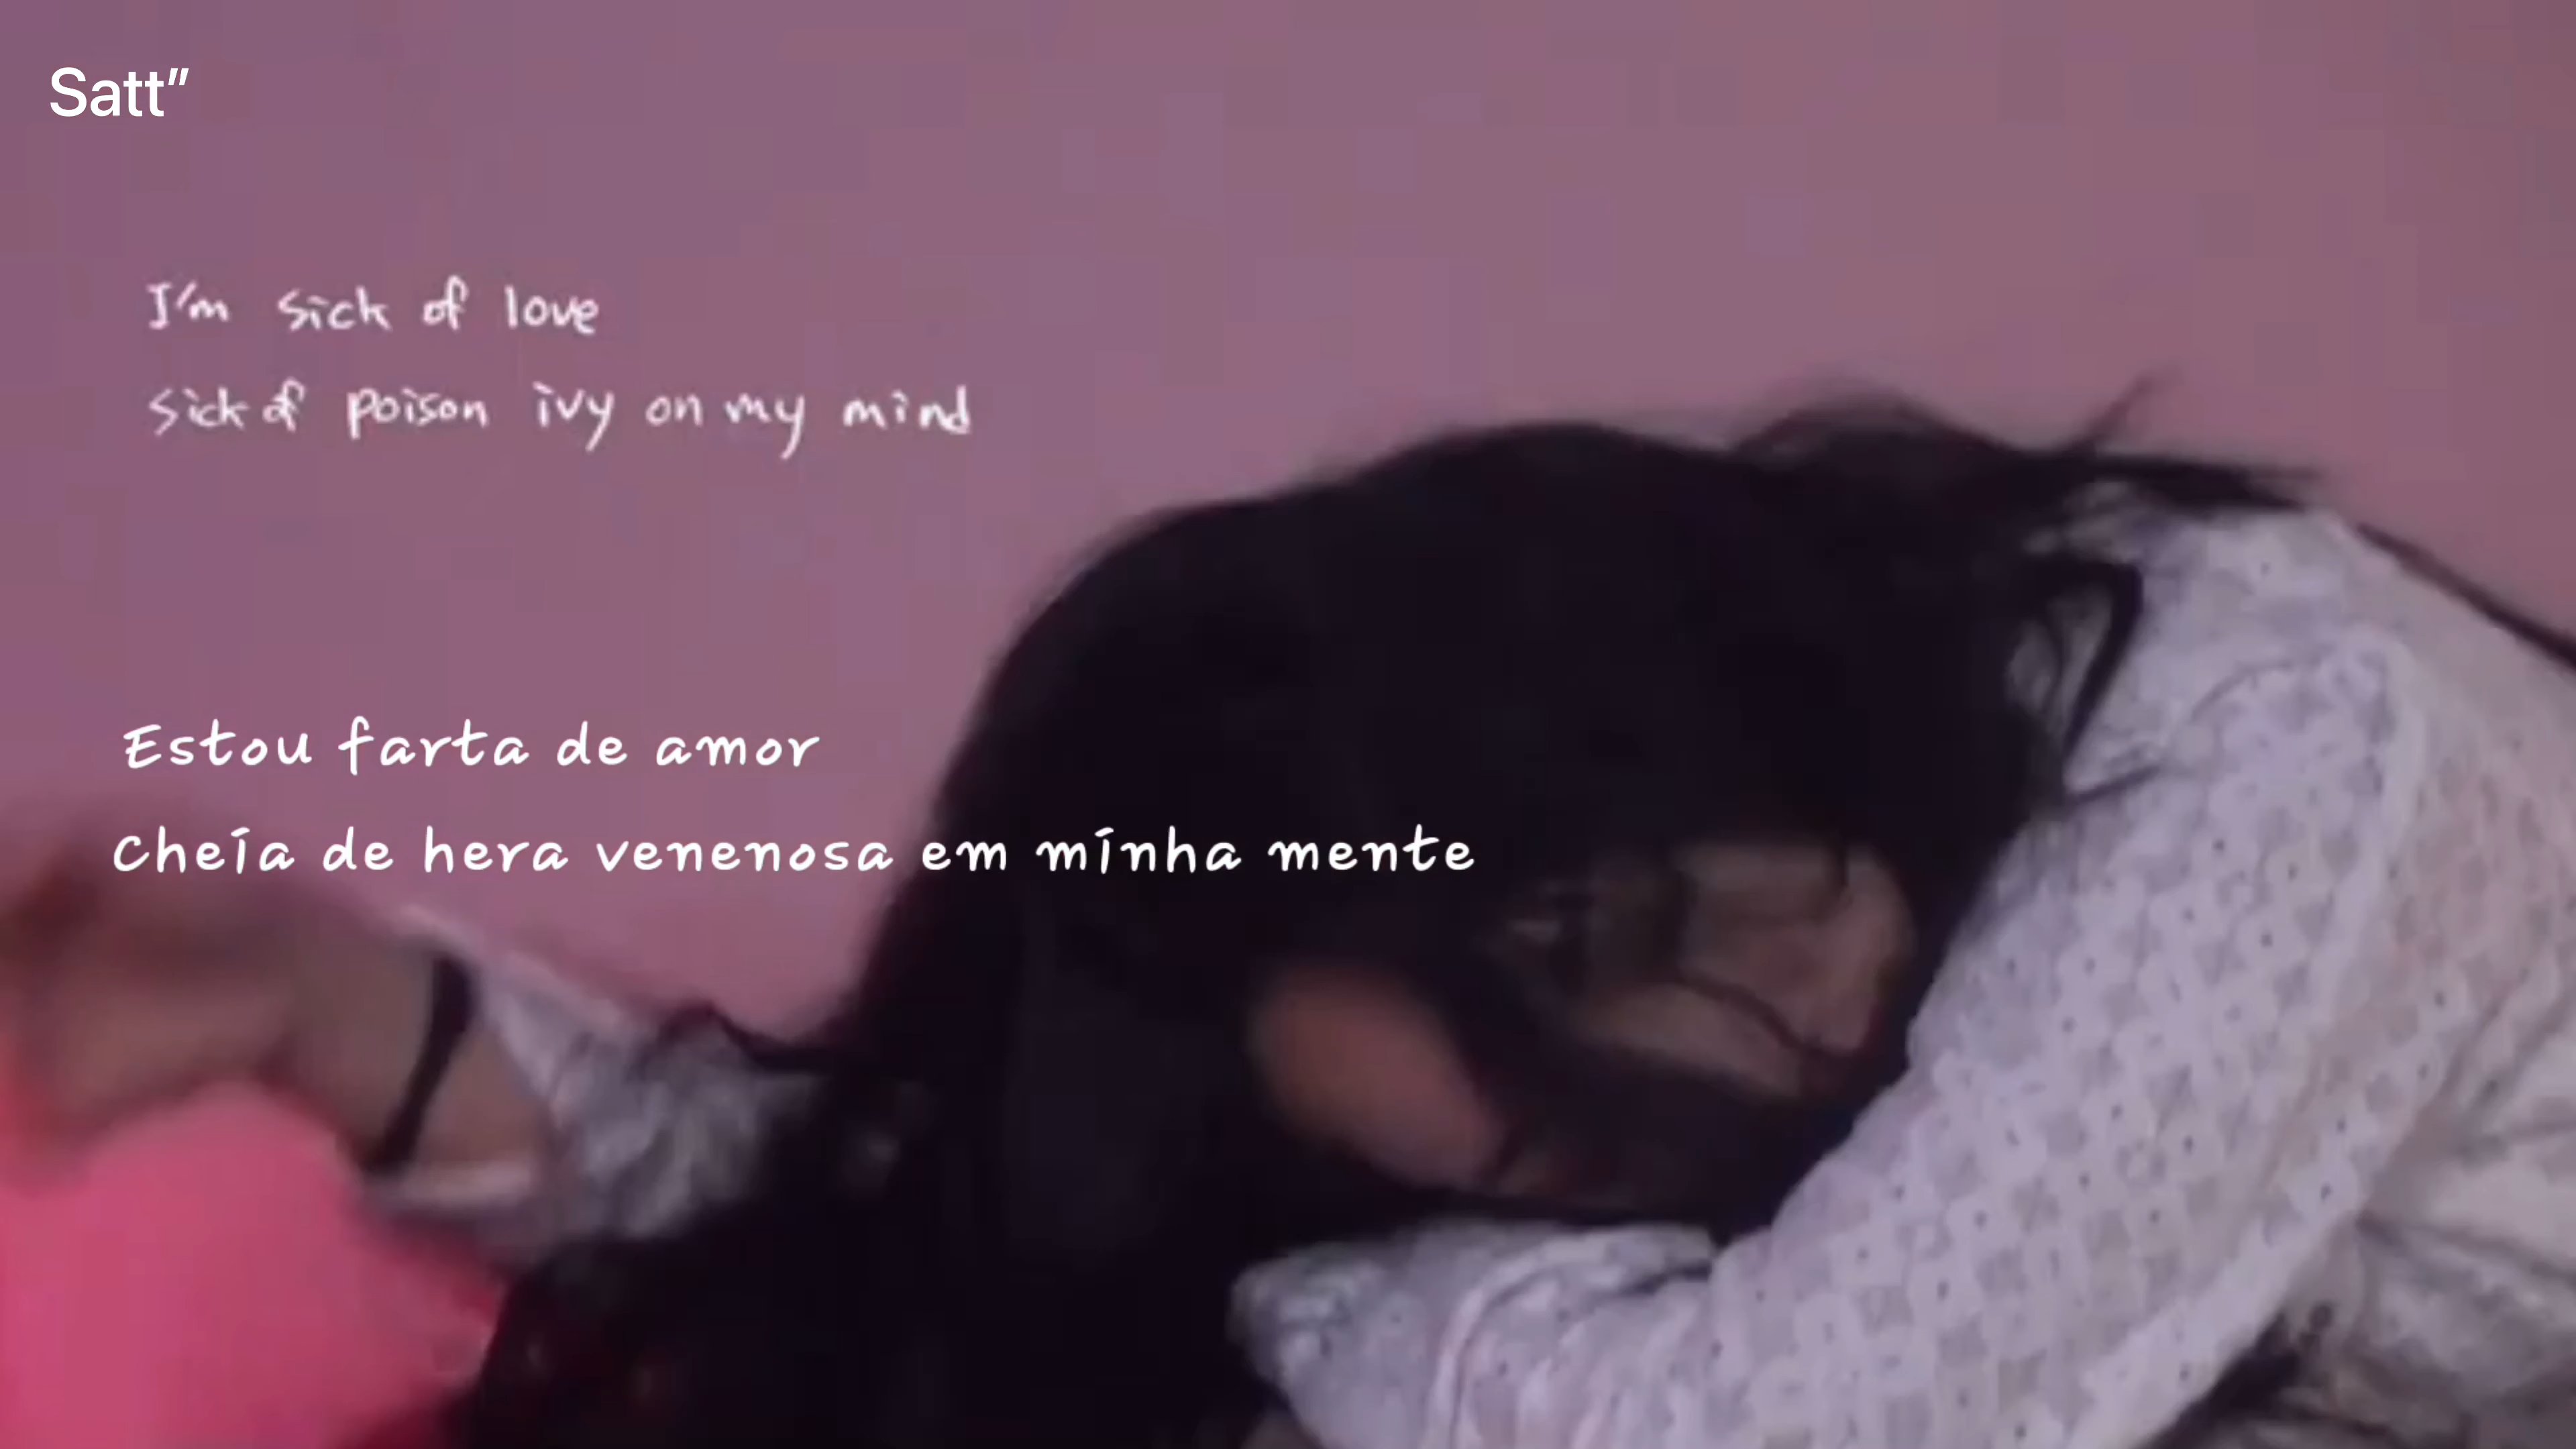 Satt"
I'm sick of love
sick of poison ivy on my mind
Estou farta de amor
Cheia de hera venenosa em minha mente